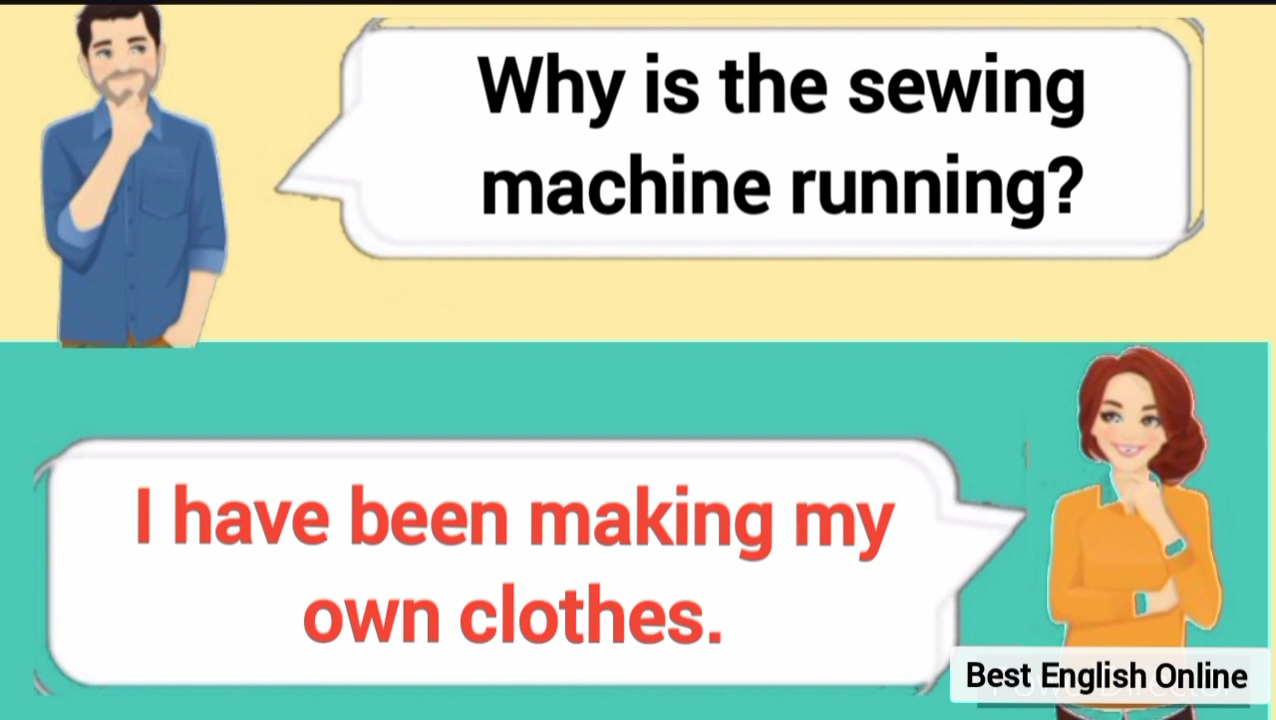 Why is the sewing
machine running?
I have been making my
own clothes.
Best English Online